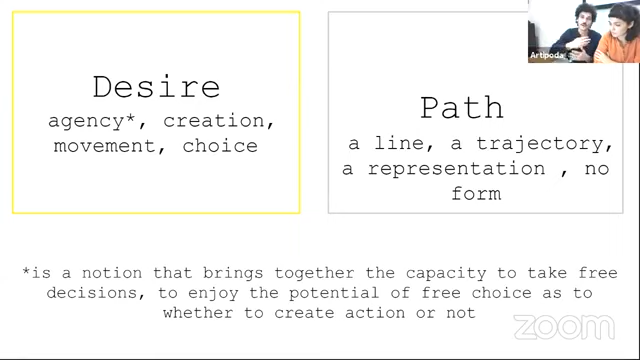 Desire
agency*, creation,
movement, choice
Path
a line, a trajectory,
a representation , no
form
*is a notion that brings together the capacity to take free
decisions, to enjoy the potential of free choice as to
whether to create action or not
Artipoda
zoom